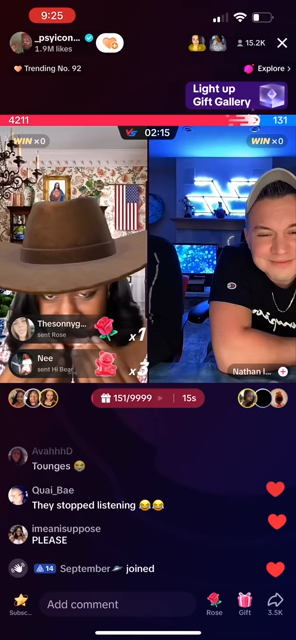 9:25
_psyicon...
1.9M likes
15.2K
Trending No. 92
Explore >
Light up
Gift Gallery
4211
131
WIN ×0
VS 02:15
WIN ×0
Thesonnyg...
sent Rose
x1
Nee
sent Hi Bear
x3
Nathan l...
151/9999
15s
AvahhhD
Tounges 😭
Quai_Bae
They stopped listening 😂😂
imeanisuppose
PLEASE
14 September joined
Subsc...
Add comment
Rose
Gift
3.5K